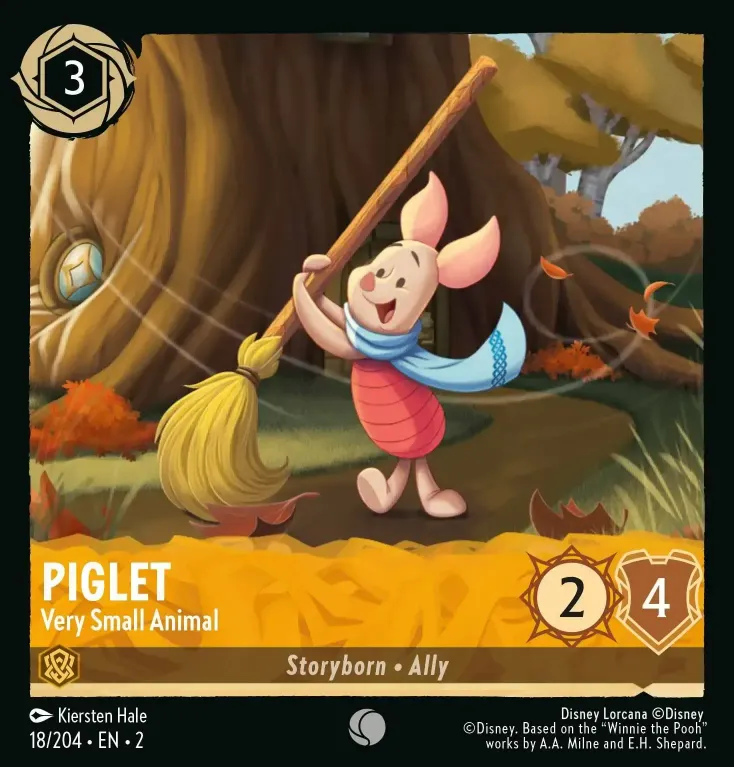 3
PIGLET
Very Small Animal
2
4
Storyborn • Ally
Kiersten Hale
18/204 • EN • 2
Disney Lorcana ©Disney
©Disney. Based on the “Winnie the Pooh”
works by A.A. Milne and E.H. Shepard.